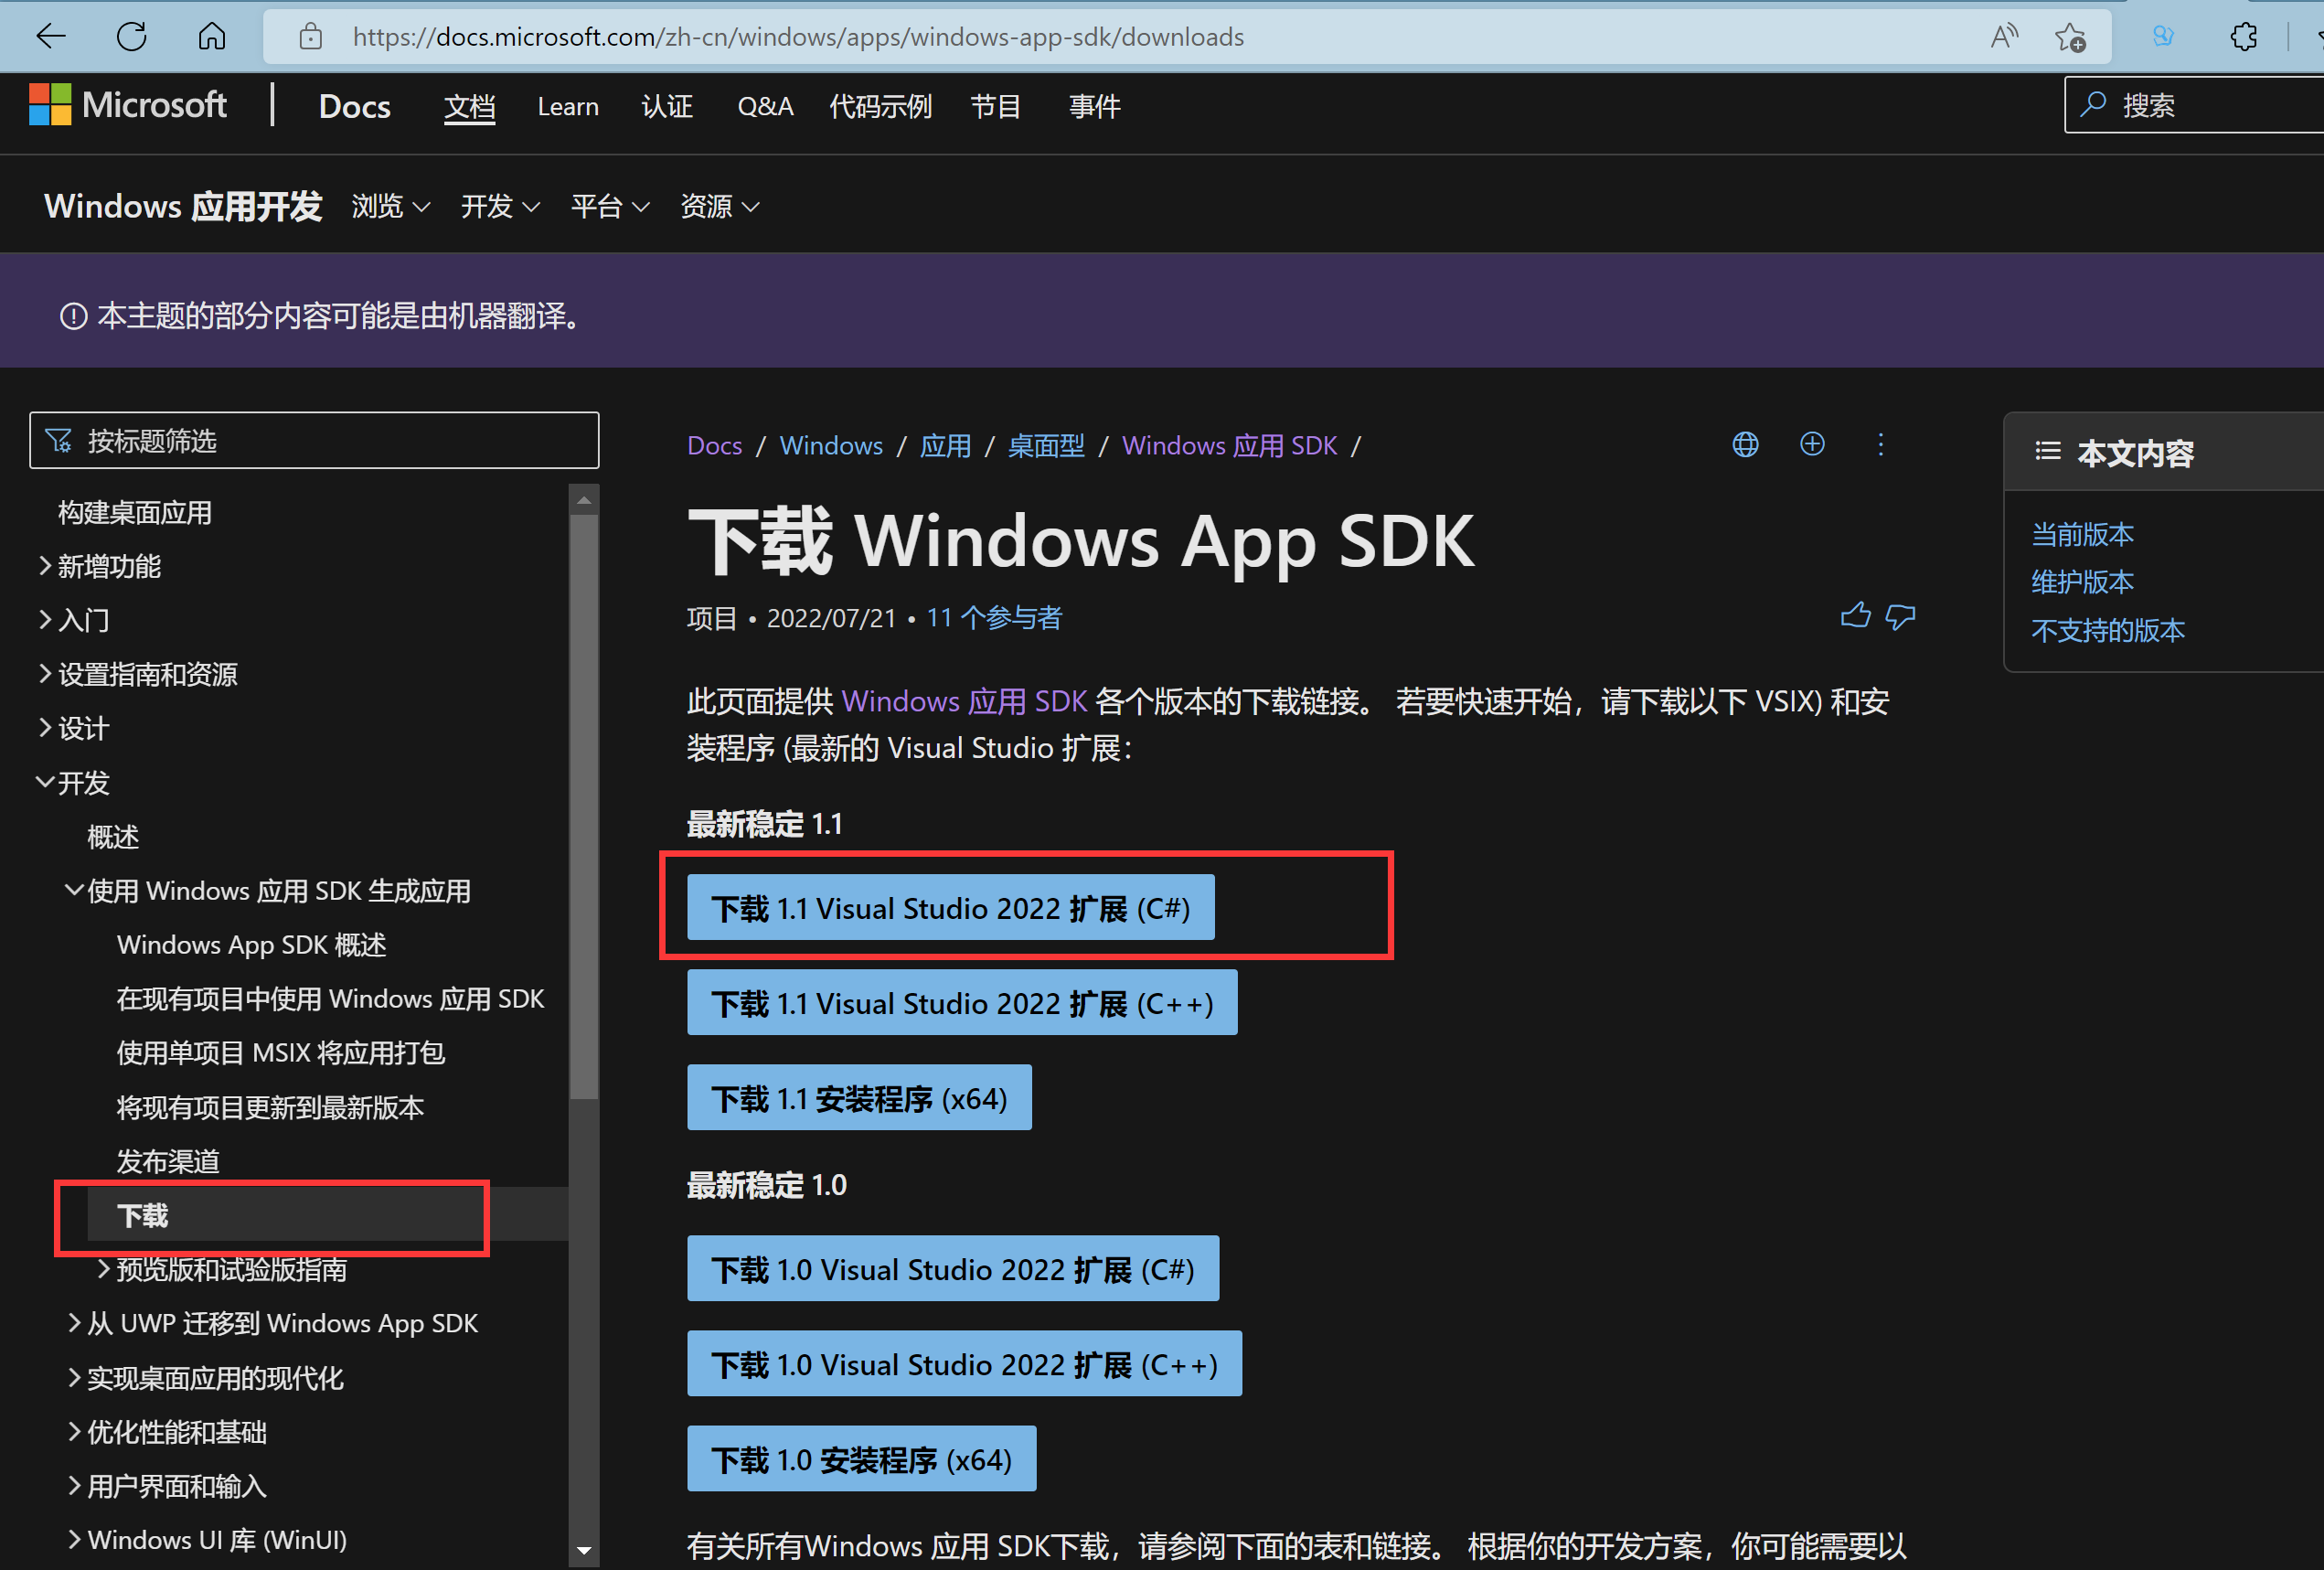 https://docs.microsoft.com/zh-cn/windows/apps/windows-app-sdk/downloads
Microsoft Docs 文档 Learn 认证 Q&A 代码示例 节目 事件 搜索
Windows 应用开发 浏览 开发 平台 资源
本主题的部分内容可能是由机器翻译。
按标题筛选
构建桌面应用
新增功能
入门
设置指南和资源
设计
开发
概述
使用 Windows 应用 SDK 生成应用
Windows App SDK 概述
在现有项目中使用 Windows 应用 SDK
使用单项目 MSIX 将应用打包
将现有项目更新到最新版本
发布渠道
下载
预览版和试验版指南
从 UWP 迁移到 Windows App SDK
实现桌面应用的现代化
优化性能和基础
用户界面和输入
Windows UI 库 (WinUI)
Docs / Windows / 应用 / 桌面型 / Windows 应用 SDK /
下载 Windows App SDK
项目 • 2022/07/21 • 11 个参与者
此页面提供 Windows 应用 SDK 各个版本的下载链接。 若要快速开始，请下载以下 VSIX) 和安
装程序 (最新的 Visual Studio 扩展：
最新稳定 1.1
下载 1.1 Visual Studio 2022 扩展 (C#)
下载 1.1 Visual Studio 2022 扩展 (C++)
下载 1.1 安装程序 (x64)
最新稳定 1.0
下载 1.0 Visual Studio 2022 扩展 (C#)
下载 1.0 Visual Studio 2022 扩展 (C++)
下载 1.0 安装程序 (x64)
有关所有Windows 应用 SDK下载，请参阅下面的表和链接。 根据你的开发方案，你可能需要以
本文内容
当前版本
维护版本
不支持的版本